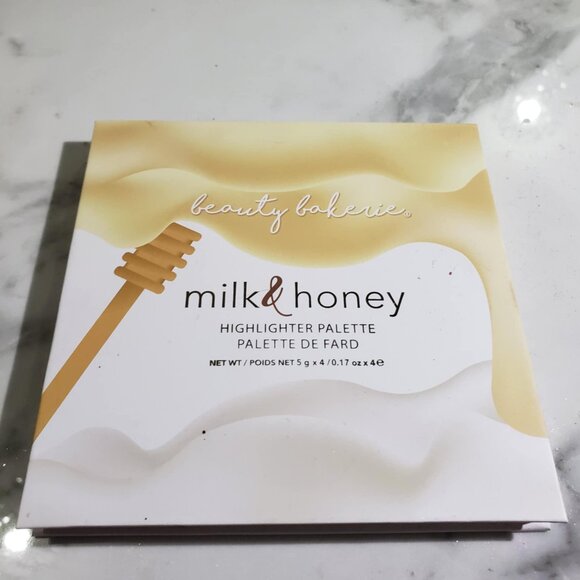 beauty bakerie®
milk & honey
HIGHLIGHTER PALETTE
PALETTE DE FARD
NET WT / POIDS NET 5 g x 4 / 0.17 oz x 4 ℮